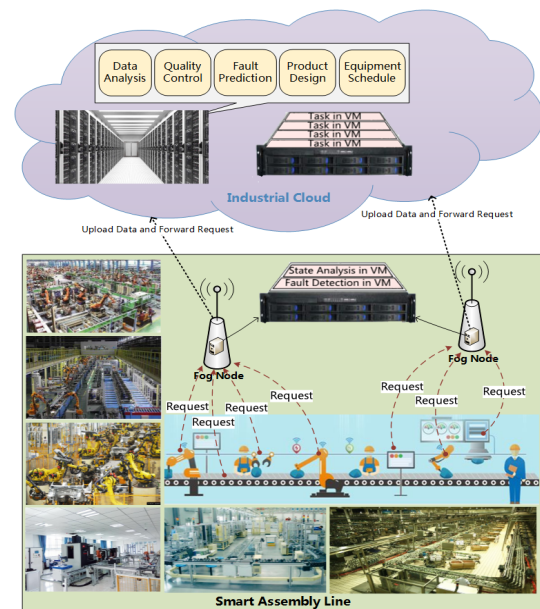 Data Analysis
Quality Control
Fault Prediction
Product Design
Equipment Schedule
Task in VM
Task in VM
Task in VM
Task in VM
Industrial Cloud
Upload Data and Forward Request
Upload Data and Forward Request
State Analysis in VM
Fault Detection in VM
Fog Node
Fog Node
Request
Request
Request
Request
Request
Request
Request
Smart Assembly Line